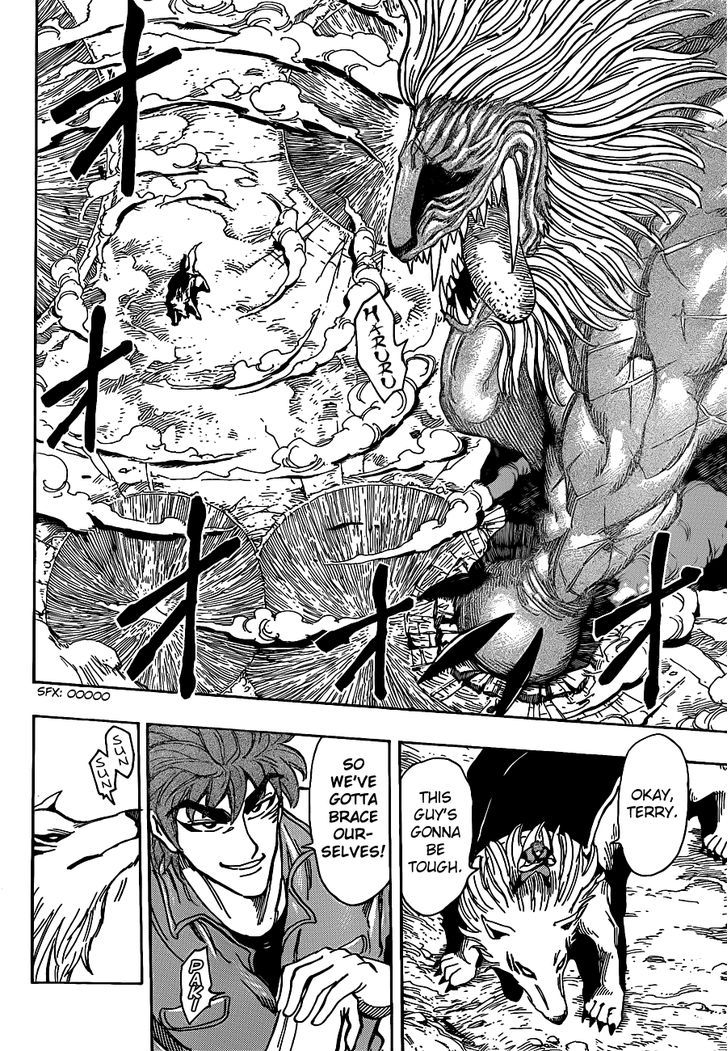 オ
オ
オ
オ
オ
HARURU
SFX: OOOOO
OKAY,
TERRY.
THIS
GUY'S
GONNA
BE
TOUGH.
SO
WE'VE
GOTTA
BRACE
OUR-
SELVES!
PAKI
SUN
SUN